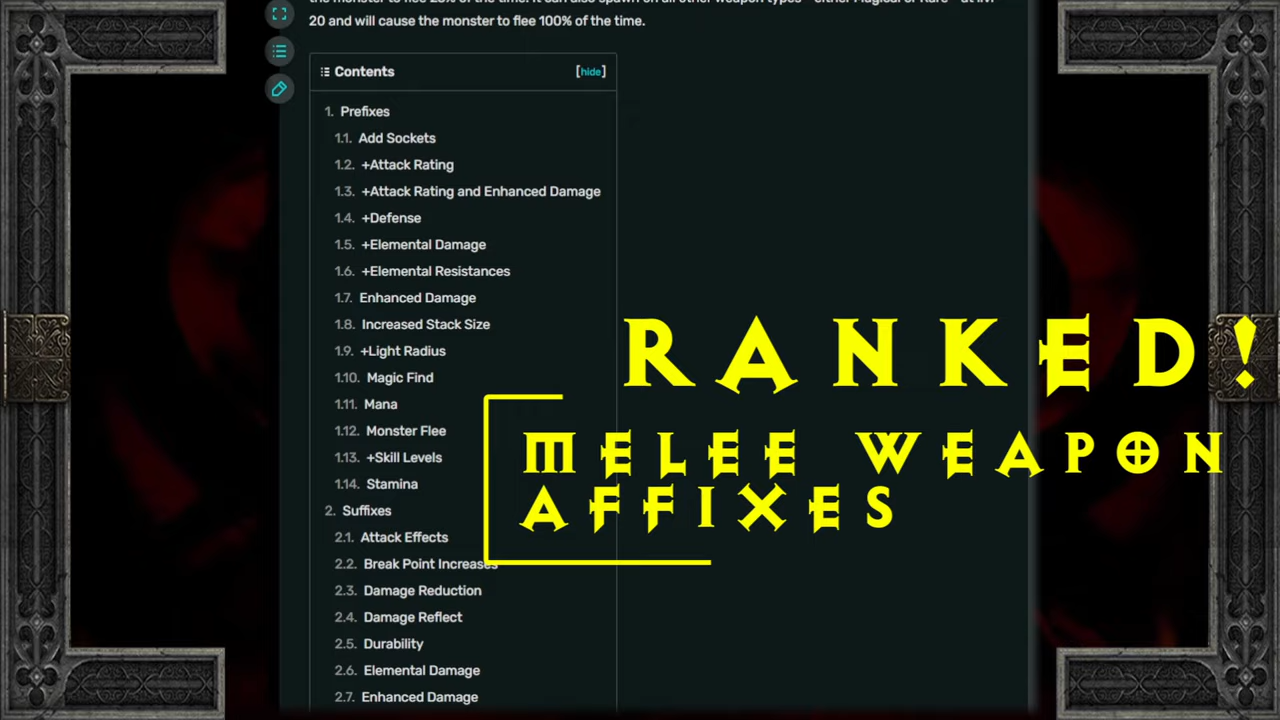 20 and will cause the monster to flee 100% of the time.
Contents [hide]
1. Prefixes
1.1. Add Sockets
1.2. +Attack Rating
1.3. +Attack Rating and Enhanced Damage
1.4. +Defense
1.5. +Elemental Damage
1.6. +Elemental Resistances
1.7. Enhanced Damage
1.8. Increased Stack Size
1.9. +Light Radius
1.10. Magic Find
1.11. Mana
1.12. Monster Flee
1.13. +Skill Levels
1.14. Stamina
2. Suffixes
2.1. Attack Effects
2.2. Break Point Increases
2.3. Damage Reduction
2.4. Damage Reflect
2.5. Durability
2.6. Elemental Damage
2.7. Enhanced Damage
RANKED!
MELEE WEAPON
AFFIXES